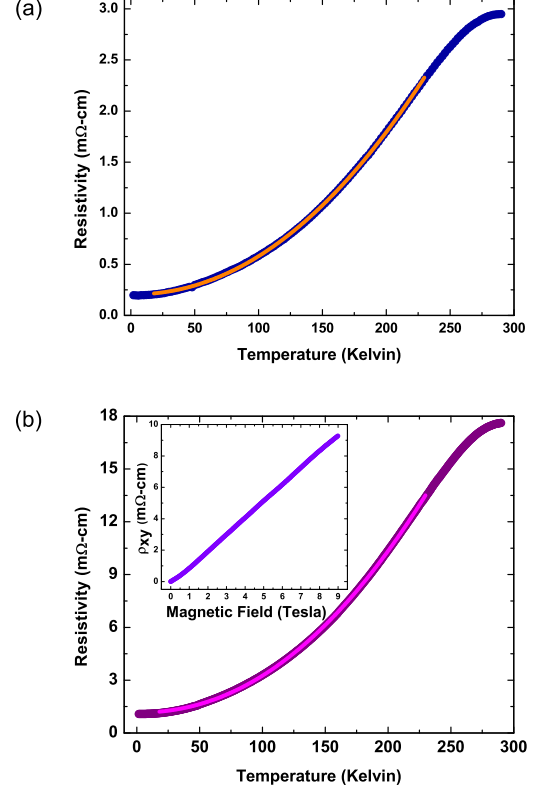 (a)
3.0
2.5
2.0
1.5
1.0
0.5
0.0
Resistivity (mΩ-cm)
0 50 100 150 200 250 300
Temperature (Kelvin)
(b)
18
15
12
9
6
3
0
Resistivity (mΩ-cm)
10
8
6
4
2
0
ρxy (mΩ-cm)
0 1 2 3 4 5 6 7 8 9
Magnetic Field (Tesla)
0 50 100 150 200 250 300
Temperature (Kelvin)